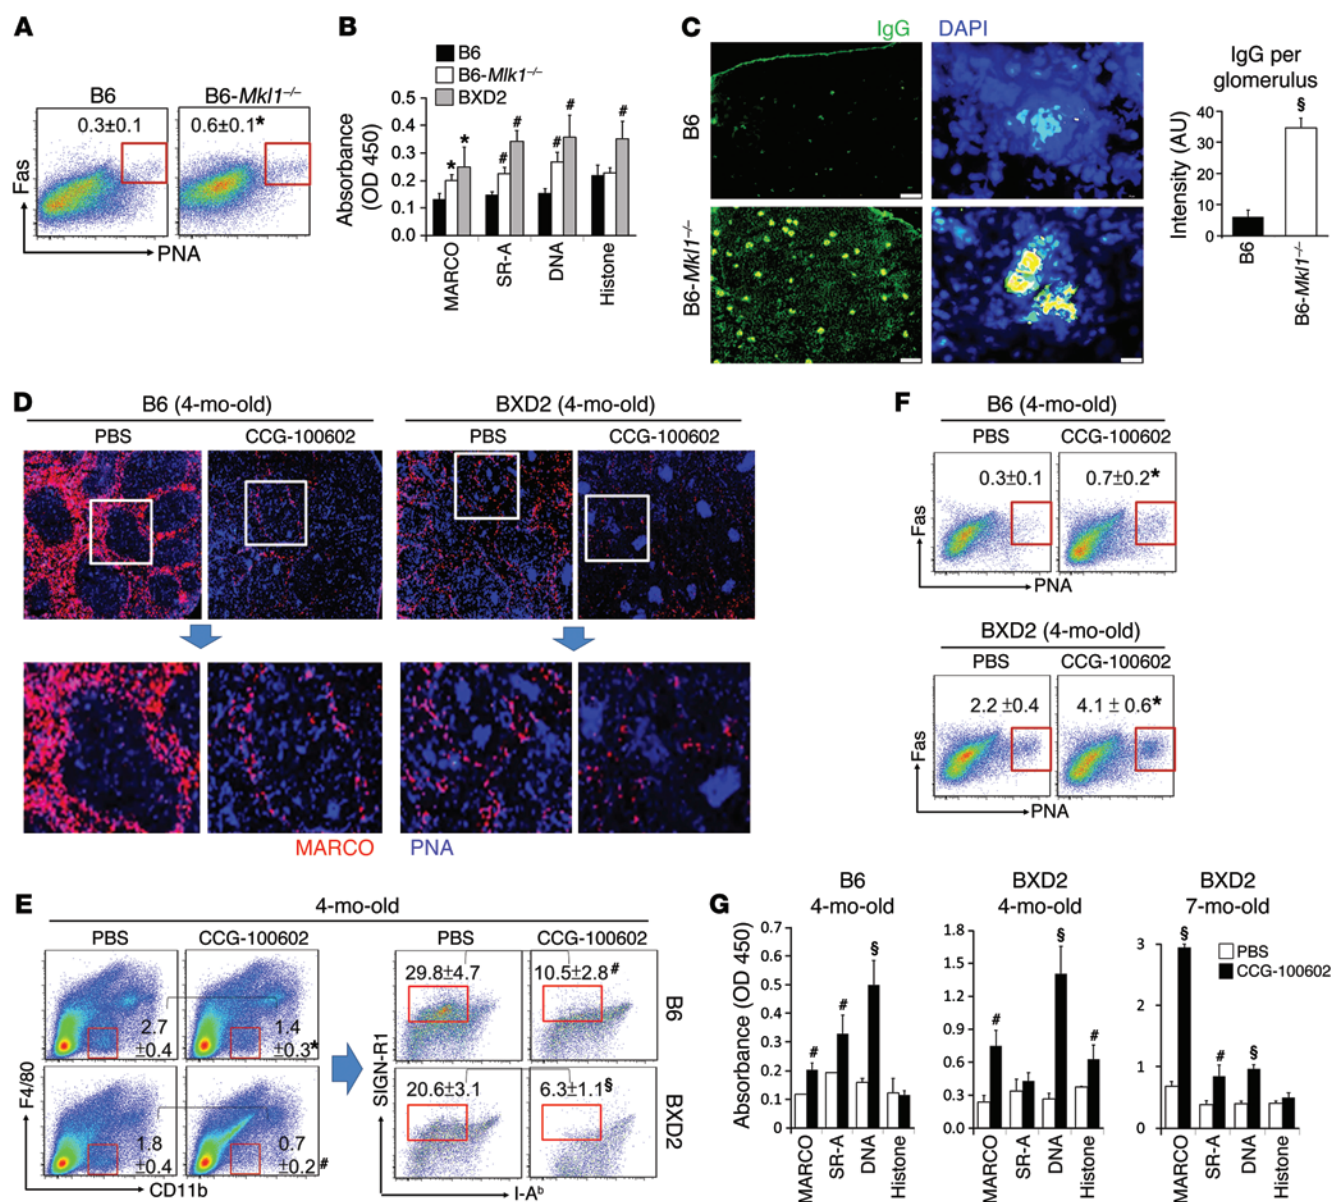 A
B6
B6-Mkl1–/–
0.3±0.1
0.6±0.1*
Fas
PNA
B
B6
B6-Mlk1–/–
BXD2
Absorbance
(OD 450)
0.5
0.4
0.3
0.2
0.1
0.0
* * # # # # #
MARCO
SR-A
DNA
Histone
C
IgG
DAPI
B6
B6-Mkl1–/–
IgG per
glomerulus
Intensity (AU)
40
30
20
10
0
§
B6
B6-Mkl1–/–
D
B6 (4-mo-old)
BXD2 (4-mo-old)
PBS
CCG-100602
PBS
CCG-100602
MARCO
PNA
E
4-mo-old
PBS
CCG-100602
PBS
CCG-100602
2.7
±0.4
1.4
±0.3*
29.8±4.7
10.5±2.8#
B6
1.8
±0.4
0.7
±0.2#
20.6±3.1
6.3±1.1§
BXD2
F4/80
CD11b
SIGN-R1
I-Ab
F
B6 (4-mo-old)
PBS
CCG-100602
0.3±0.1
0.7±0.2*
Fas
PNA
BXD2 (4-mo-old)
PBS
CCG-100602
2.2 ±0.4
4.1 ± 0.6*
Fas
PNA
G
B6
4-mo-old
Absorbance (OD 450)
0.7
0.6
0.5
0.4
0.3
0.2
0.1
0
# # §
MARCO
SR-A
DNA
Histone
BXD2
4-mo-old
1.8
1.5
1.2
0.9
0.6
0.3
0.0
# § #
MARCO
SR-A
DNA
Histone
BXD2
7-mo-old
3
2
1
0
§ # §
PBS
CCG-100602
MARCO
SR-A
DNA
Histone